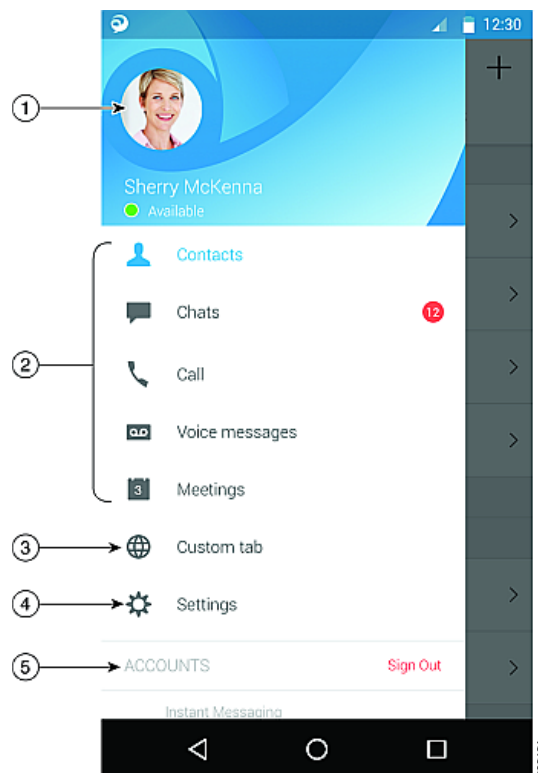 12:30
1
Sherry McKenna
Available
2
Contacts
Chats 12
Call
Voice messages
3 Meetings
3 Custom tab
4 Settings
5 ACCOUNTS Sign Out
Instant Messaging